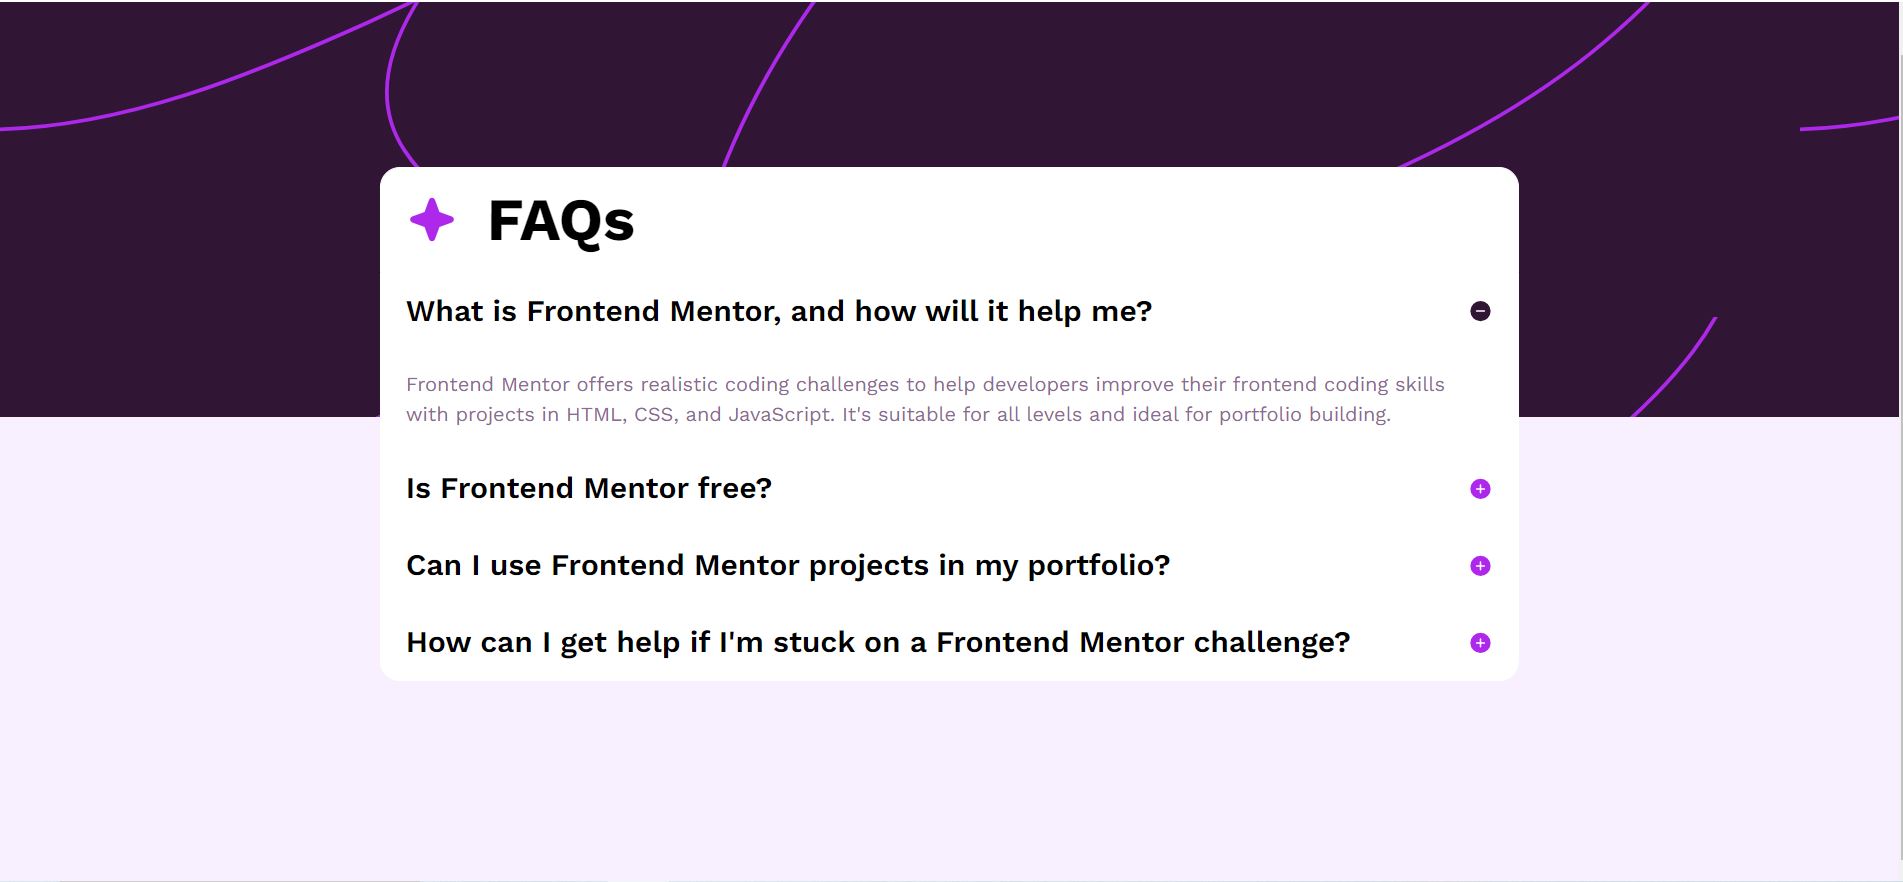 FAQs
What is Frontend Mentor, and how will it help me?
Frontend Mentor offers realistic coding challenges to help developers improve their frontend coding skills
with projects in HTML, CSS, and JavaScript. It's suitable for all levels and ideal for portfolio building.
Is Frontend Mentor free?
Can I use Frontend Mentor projects in my portfolio?
How can I get help if I'm stuck on a Frontend Mentor challenge?